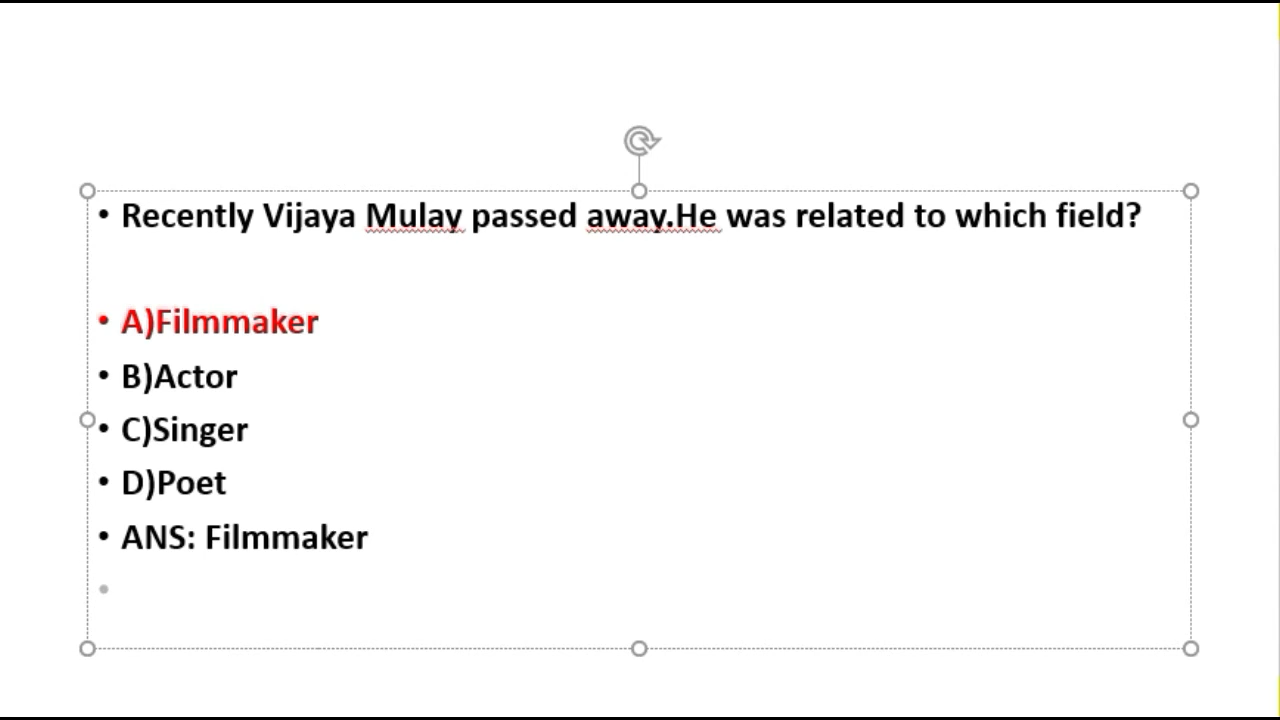 • Recently Vijaya Mulay passed away.He was related to which field?
• A)Filmmaker
• B)Actor
• C)Singer
• D)Poet
• ANS: Filmmaker